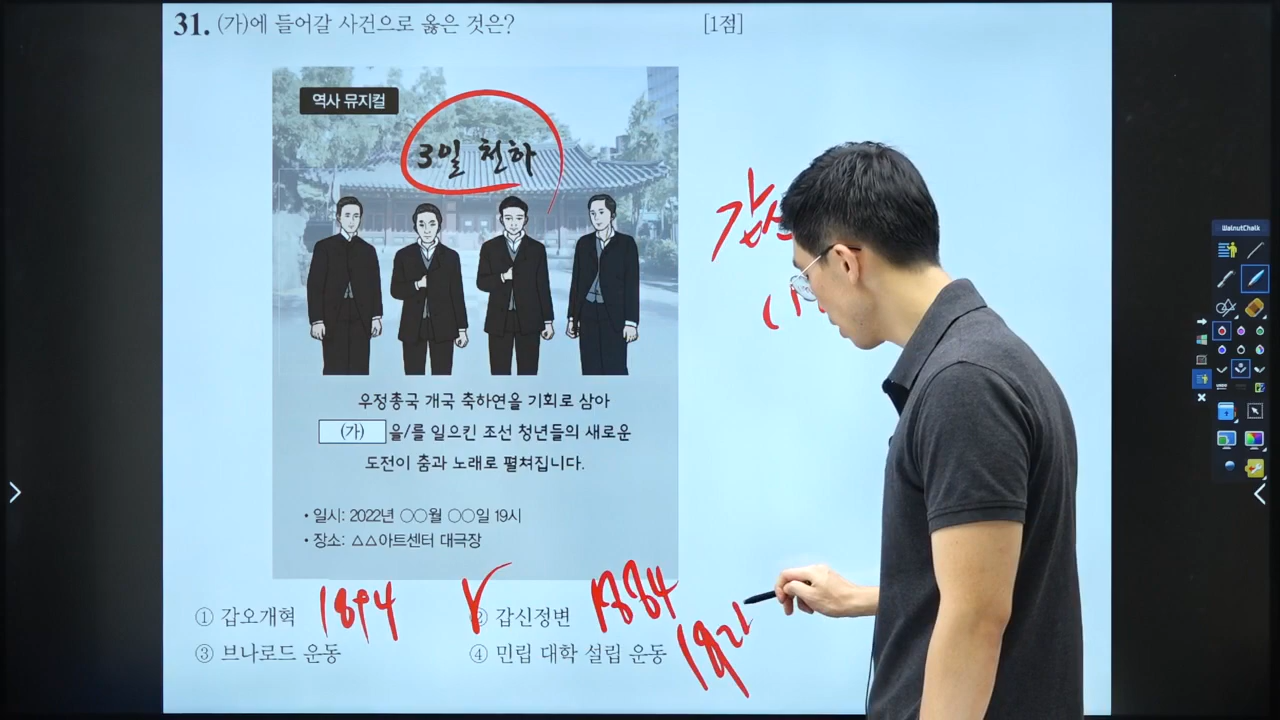 31. (가)에 들어갈 사건으로 옳은 것은? [1점]
역사 뮤지컬
3일 천하
우정총국 개국 축하연을 기회로 삼아
(가) 을/를 일으킨 조선 청년들의 새로운
도전이 춤과 노래로 펼쳐집니다.
• 일시: 2022년 ○○월 ○○일 19시
• 장소: △△아트센터 대극장
① 갑오개혁 1894 ② 갑신정변 1884
③ 브나로드 운동 ④ 민립 대학 설립 운동
WalnutChalk